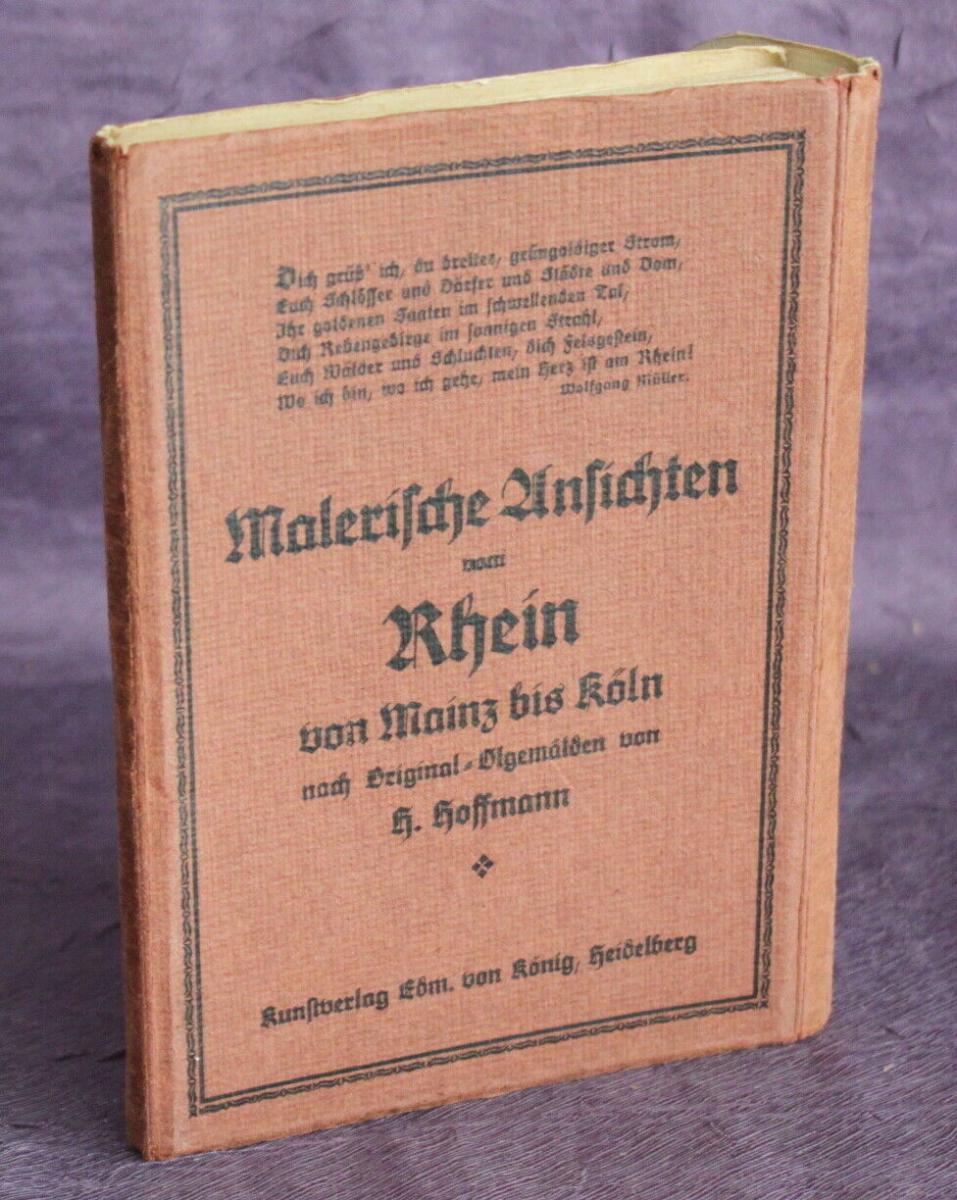 Dich grüß' ich, du breiter, grüngoldiger Strom,
Euch Schlösser und Dörfer und Städte und Dom,
Ihr goldenen Saaten im schwellenden Tal,
Dich Rebengebirge im sonnigen Strahl,
Euch Wälder und Schluchten, dich Felsgestein,
Wo ich bin, wo ich gehe, mein Herz ist am Rhein!
Wolfgang Müller.
Malerische Ansichten
vom
Rhein
von Mainz bis Köln
nach Original-Ölgemälden von
H. Hoffmann
Kunstverlag Edm. von König, Heidelberg